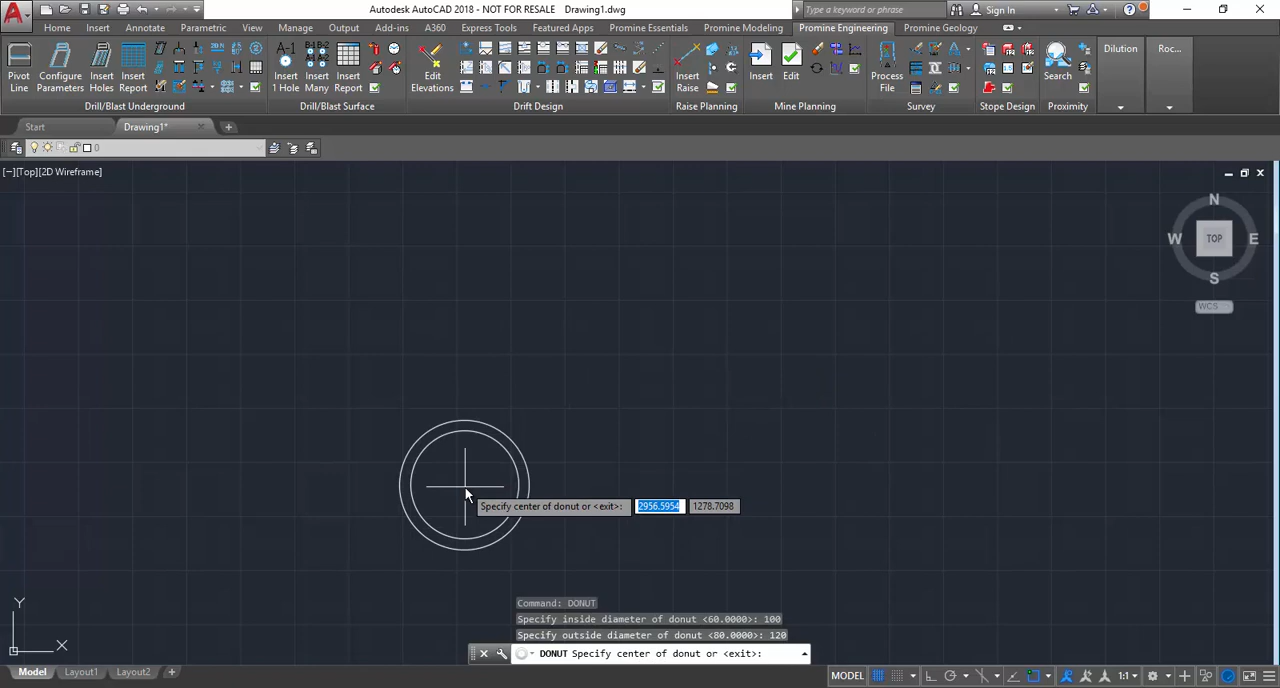 Autodesk AutoCAD 2018 - NOT FOR RESALE Drawing1.dwg
Type a keyword or phrase
Sign In
Home Insert Annotate Parametric View Manage Output Add-ins A360 Express Tools Featured Apps Promine Essentials Promine Modeling Promine Engineering Promine Geology
Pivot Line
Configure Parameters
Insert Holes
Insert Report
Insert 1 Hole
Insert Many
Insert Report
Edit Elevations
Insert Raise
Insert
Edit
Process File
Search
Dilution
Roc...
Drill/Blast Underground
Drill/Blast Surface
Drift Design
Raise Planning
Mine Planning
Survey
Stope Design
Proximity
Start
Drawing1*
0
[−][Top][2D Wireframe]
N
W TOP E
S
WCS
Specify center of donut or <exit>: 2956.5954 1278.7098
Y
X
Command: DONUT
Specify inside diameter of donut <60.0000>: 100
Specify outside diameter of donut <80.0000>: 120
DONUT Specify center of donut or <exit>:
Model Layout1 Layout2 +
MODEL
1:1